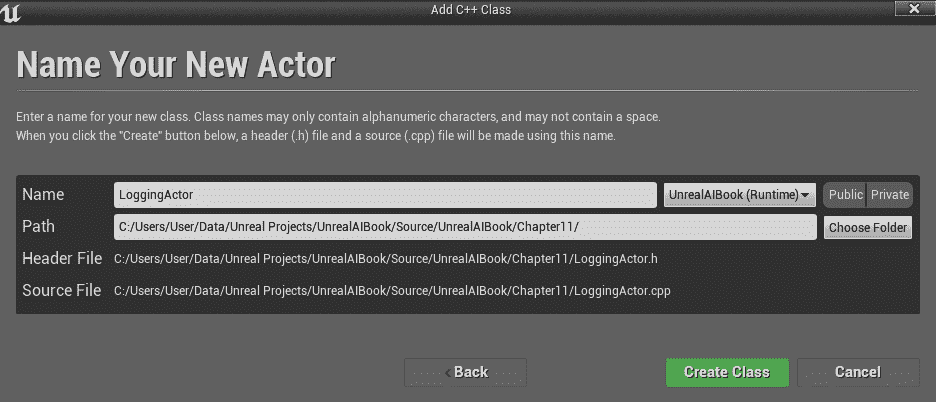 Add C++ Class
Name Your New Actor
Enter a name for your new class. Class names may only contain alphanumeric characters, and may not contain a space.
When you click the "Create" button below, a header (.h) file and a source (.cpp) file will be made using this name.
Name LoggingActor UnrealAIBook (Runtime) Public Private
Path C:/Users/User/Data/Unreal Projects/UnrealAIBook/Source/UnrealAIBook/Chapter11/ Choose Folder
Header File C:/Users/User/Data/Unreal Projects/UnrealAIBook/Source/UnrealAIBook/Chapter11/LoggingActor.h
Source File C:/Users/User/Data/Unreal Projects/UnrealAIBook/Source/UnrealAIBook/Chapter11/LoggingActor.cpp
Back Create Class Cancel